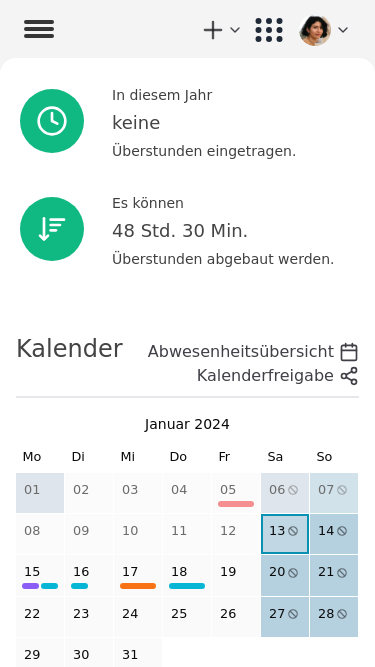 In diesem Jahr
keine
Überstunden eingetragen.
Es können
48 Std. 30 Min.
Überstunden abgebaut werden.
Kalender
Abwesenheitsübersicht
Kalenderfreigabe
Januar 2024
Mo Di Mi Do Fr Sa So
01 02 03 04 05 06 07
08 09 10 11 12 13 14
15 16 17 18 19 20 21
22 23 24 25 26 27 28
29 30 31